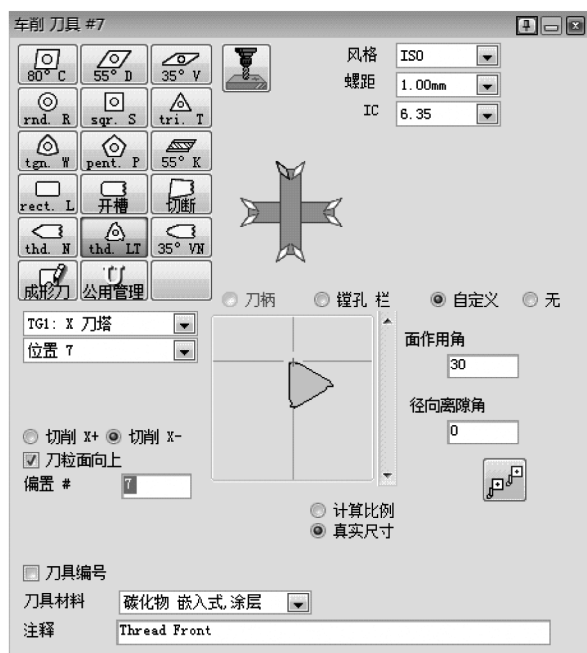 车削 刀具 #7
80° C 55° D 35° V
rnd. R sqr. S tri. T
tgn. W pent. P 55° K
rect. L 开槽 切断
thd. N thd. LT 35° VN
成形刀 公用管理
风格 ISO
螺距 1.00mm
IC 6.35
刀柄 镗孔 栏 自定义 无
TG1: X 刀塔
位置 7
面作用角
30
径向离隙角
0
切削 X+ 切削 X-
刀粒面向上
偏置 # 7
计算比例
真实尺寸
刀具编号
刀具材料 碳化物 嵌入式,涂层
注释 Thread Front